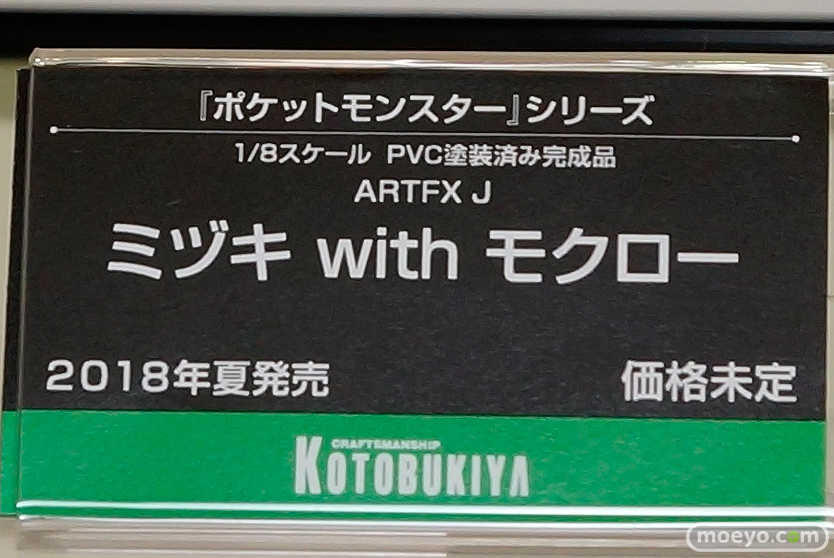 『ポケットモンスター』シリーズ
1/8スケール PVC塗装済み完成品
ARTFX J
ミヅキ with モクロー
2018年夏発売 価格未定
CRAFTSMANSHIP
KOTOBUKIYA
moeyo.com